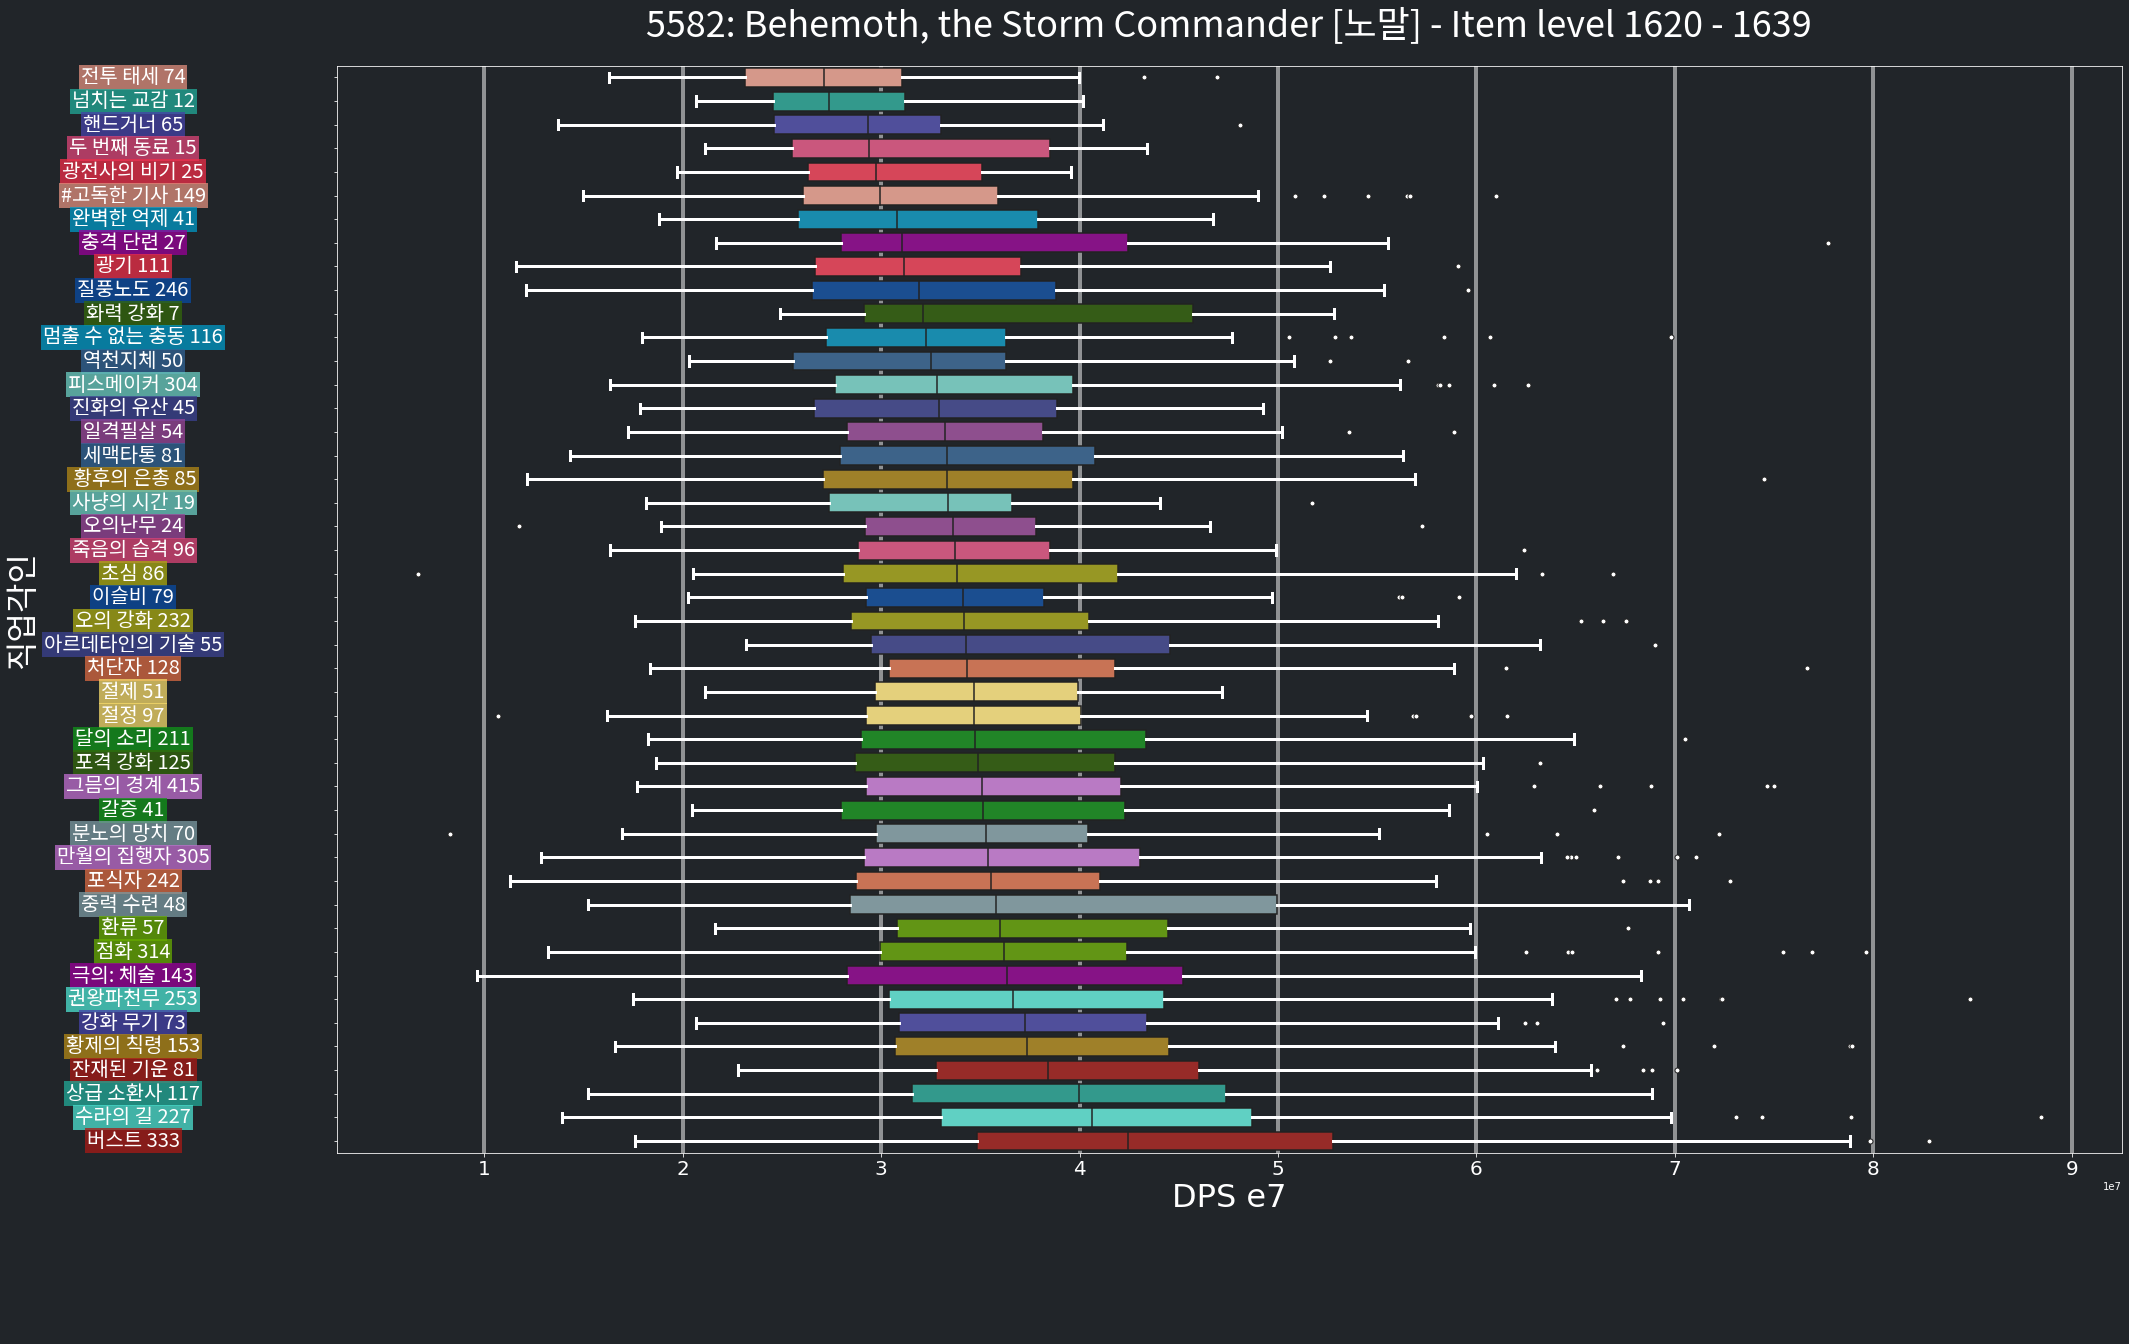 5582: Behemoth, the Storm Commander [노말] - Item level 1620 - 1639
직업각인
전투 태세 74
넘치는 교감 12
핸드거너 65
두 번째 동료 15
광전사의 비기 25
#고독한 기사 149
완벽한 억제 41
충격 단련 27
광기 111
질풍노도 246
화력 강화 7
멈출 수 없는 충동 116
역천지체 50
피스메이커 304
진화의 유산 45
일격필살 54
세맥타통 81
황후의 은총 85
사냥의 시간 19
오의난무 24
죽음의 습격 96
초심 86
이슬비 79
오의 강화 232
아르데타인의 기술 55
처단자 128
절제 51
절정 97
달의 소리 211
포격 강화 125
그믐의 경계 415
갈증 41
분노의 망치 70
만월의 집행자 305
포식자 242
중력 수련 48
환류 57
점화 314
극의: 체술 143
권왕파천무 253
강화 무기 73
황제의 칙령 153
잔재된 기운 81
상급 소환사 117
수라의 길 227
버스트 333
1 2 3 4 5 6 7 8 9
1e7
DPS e7